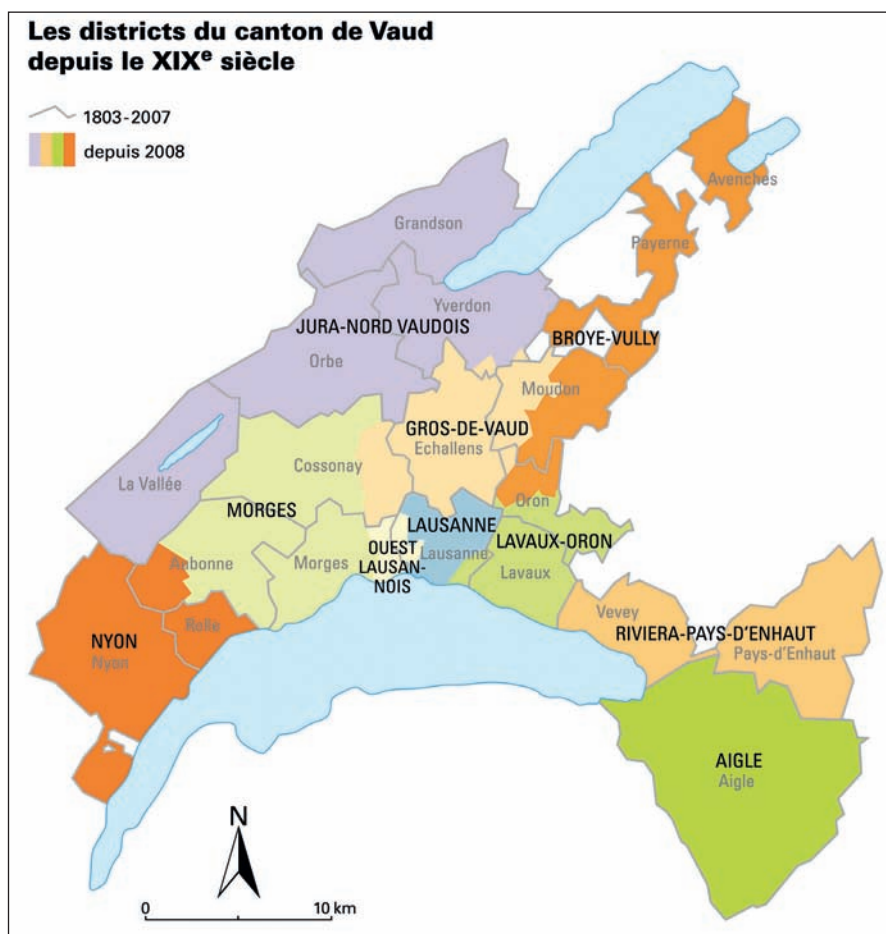 Les districts du canton de Vaud
depuis le XIXe siècle
1803-2007
depuis 2008
Avenches
Grandson
Payerne
Yverdon
JURA-NORD VAUDOIS
BROYE-VULLY
Orbe
Moudon
GROS-DE-VAUD
Echallens
Cossonay
La Vallée
Oron
MORGES
LAUSANNE
OUEST
LAUSAN-
NOIS
Lausanne
LAVAUX-ORON
Aubonne
Morges
Lavaux
Vevey
Rolle
RIVIERA-PAYS-D'ENHAUT
NYON
Nyon
Pays-d'Enhaut
AIGLE
Aigle
N
0 10 km